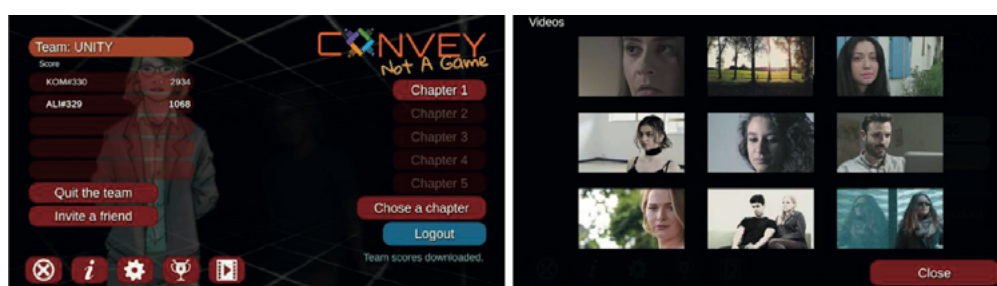 Team: UNITY
Score
KOM#330 2934
ALI#329 1068
Quit the team
Invite a friend
CONVEY
Not A Game
Chapter 1
Chapter 2
Chapter 3
Chapter 4
Chapter 5
Chose a chapter
Logout
Team scores downloaded.
Videos
Close